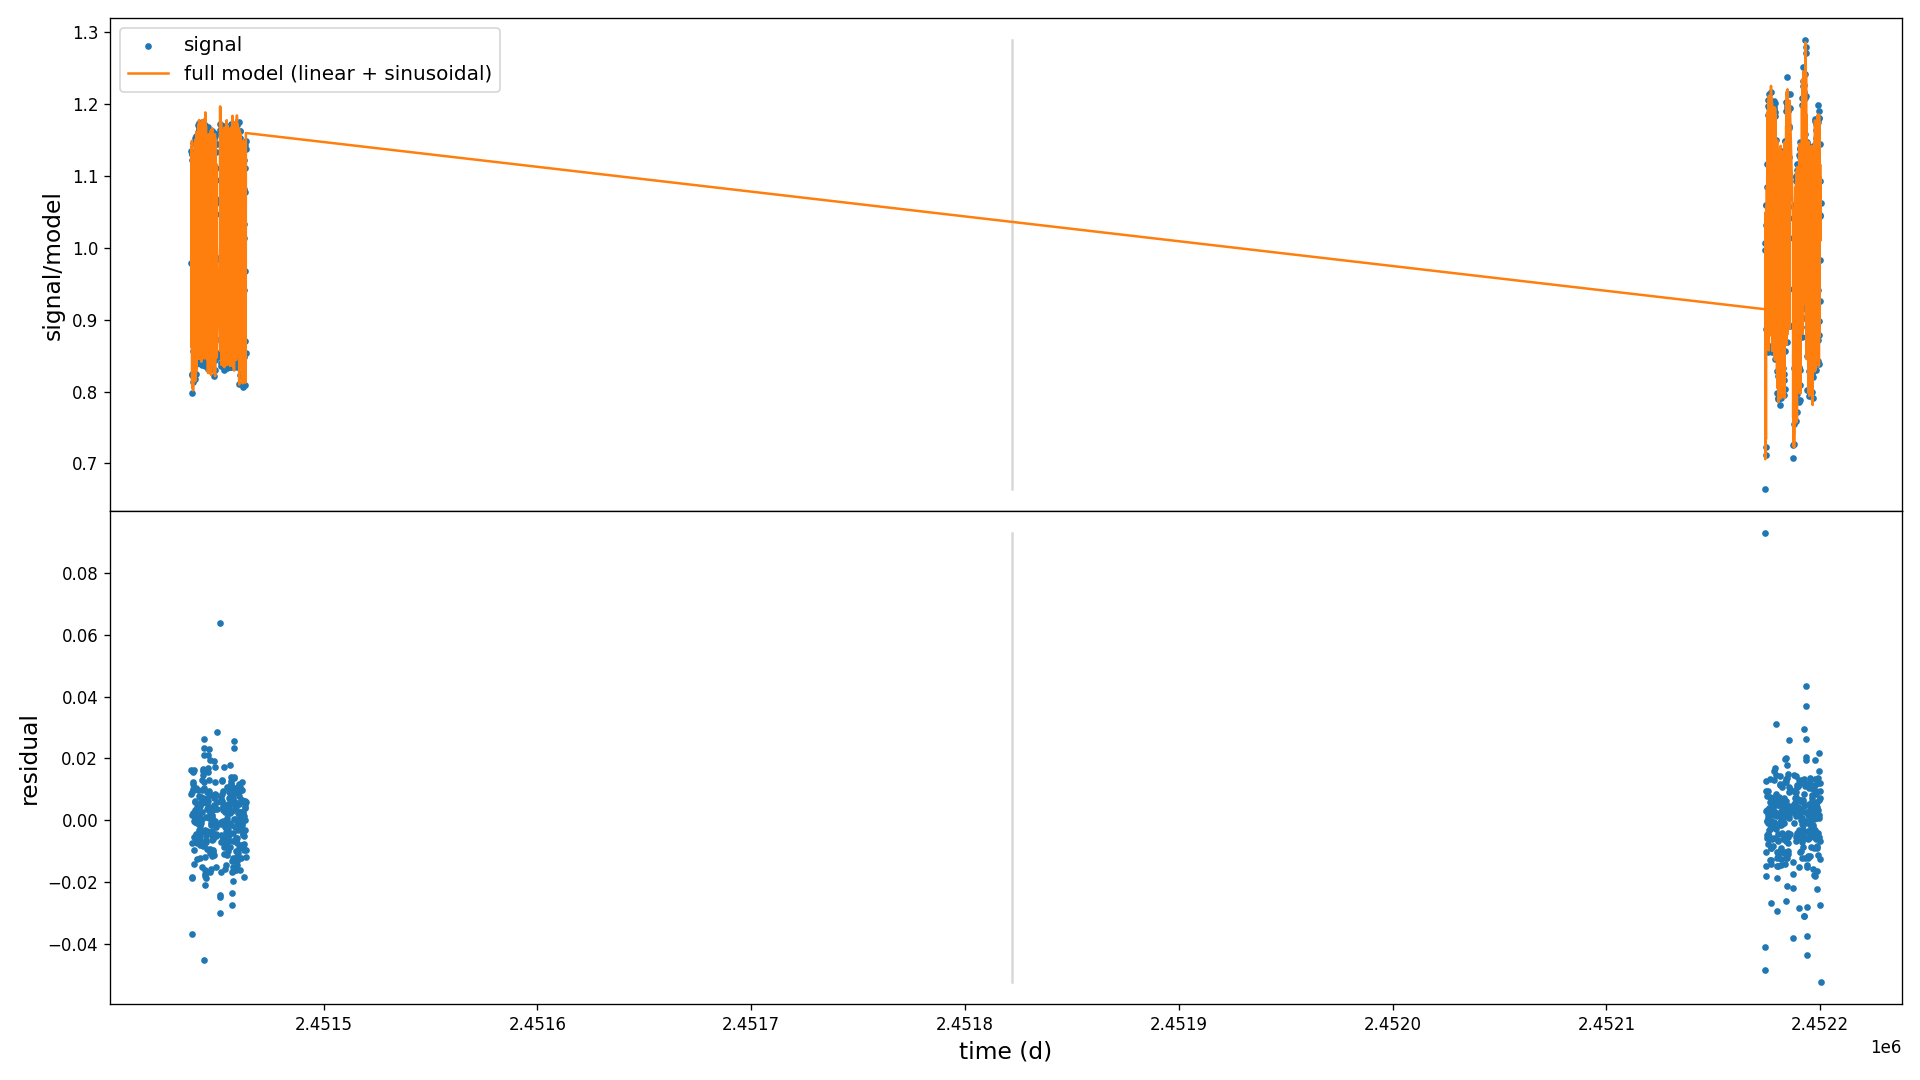 signal
full model (linear + sinusoidal)
1.3
1.2
1.1
1.0
0.9
0.8
0.7
signal/model
0.08
0.06
0.04
0.02
0.00
−0.02
−0.04
residual
2.4515 2.4516 2.4517 2.4518 2.4519 2.4520 2.4521 2.4522
1e6
time (d)